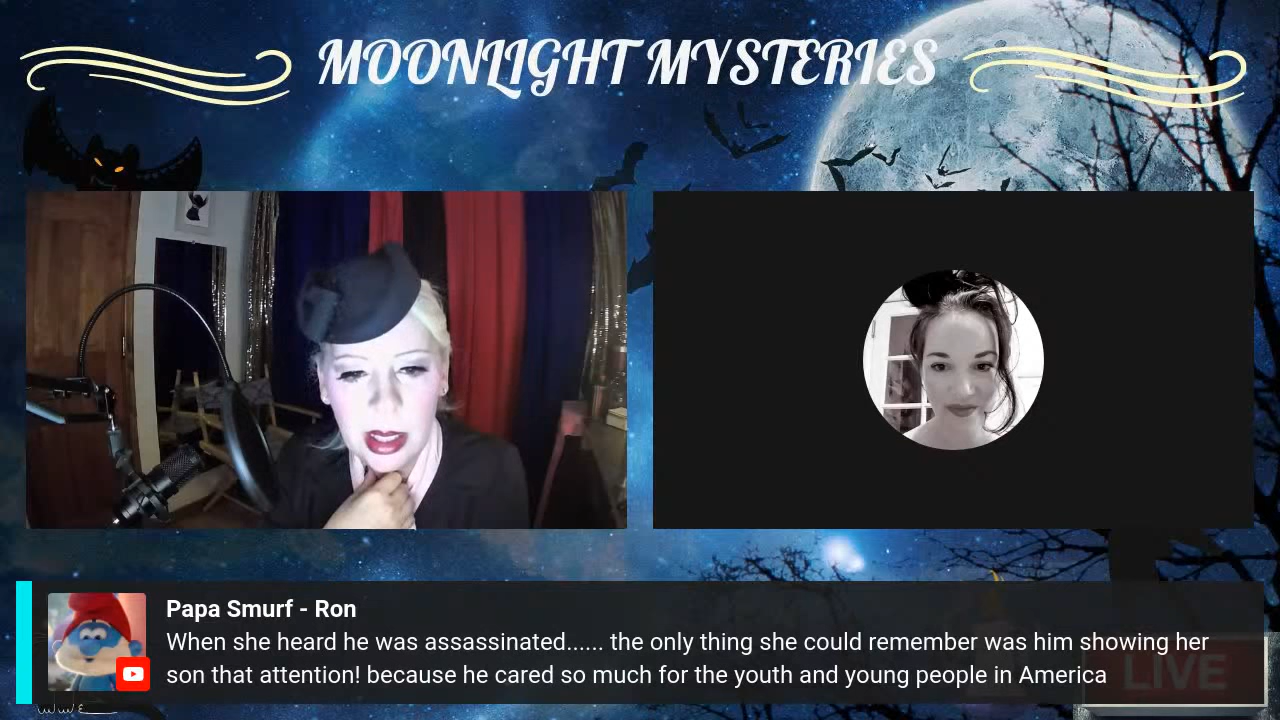 MOONLIGHT MYSTERIES
Papa Smurf - Ron
When she heard he was assassinated...... the only thing she could remember was him showing her
son that attention! because he cared so much for the youth and young people in America
LIVE